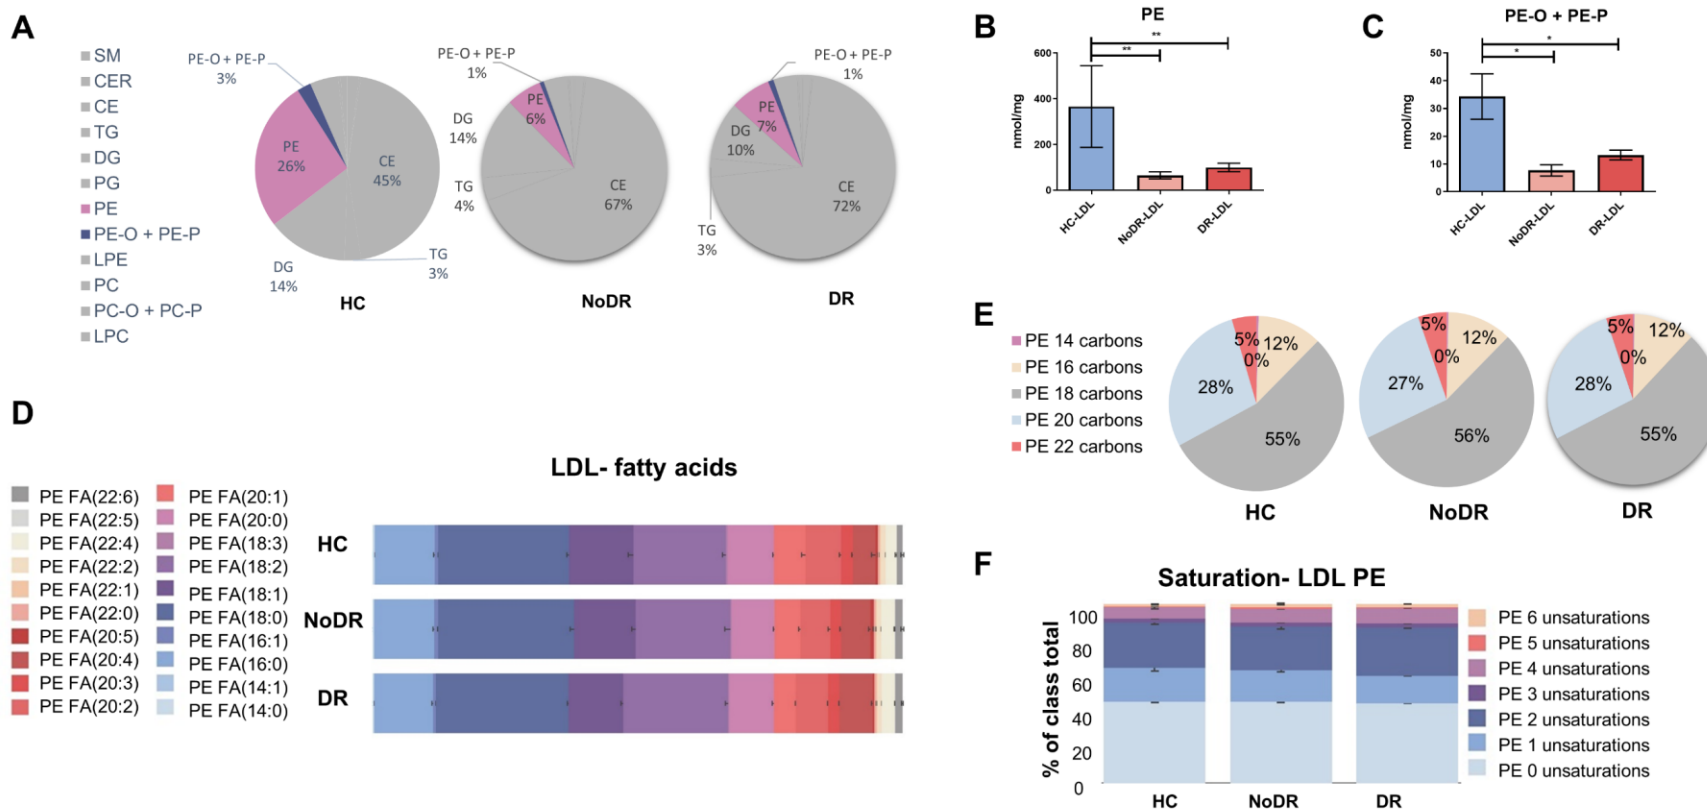 A
SM
CER
CE
TG
DG
PG
PE
PE-O + PE-P
LPE
PC
PC-O + PC-P
LPC
PE-O + PE-P
3%
PE
26%
CE
45%
DG
14%
TG
3%
HC
PE-O + PE-P
1%
PE
6%
DG
14%
TG
4%
CE
67%
NoDR
PE-O + PE-P
1%
PE
7%
DG
10%
CE
72%
TG
3%
DR
B
PE
**
**
nmol/mg
600
400
200
0
HC-LDL
NoDR-LDL
DR-LDL
C
PE-O + PE-P
*
*
nmol/mg
50
40
30
20
10
0
HC-LDL
NoDR-LDL
DR-LDL
D
LDL- fatty acids
PE FA(22:6)
PE FA(22:5)
PE FA(22:4)
PE FA(22:2)
PE FA(22:1)
PE FA(22:0)
PE FA(20:5)
PE FA(20:4)
PE FA(20:3)
PE FA(20:2)
PE FA(20:1)
PE FA(20:0)
PE FA(18:3)
PE FA(18:2)
PE FA(18:1)
PE FA(18:0)
PE FA(16:1)
PE FA(16:0)
PE FA(14:1)
PE FA(14:0)
HC
NoDR
DR
E
PE 14 carbons
PE 16 carbons
PE 18 carbons
PE 20 carbons
PE 22 carbons
5%
12%
0%
28%
55%
HC
5%
12%
0%
27%
56%
NoDR
5%
12%
0%
28%
55%
DR
F
Saturation- LDL PE
% of class total
100
80
60
40
20
0
HC
NoDR
DR
PE 6 unsaturations
PE 5 unsaturations
PE 4 unsaturations
PE 3 unsaturations
PE 2 unsaturations
PE 1 unsaturations
PE 0 unsaturations